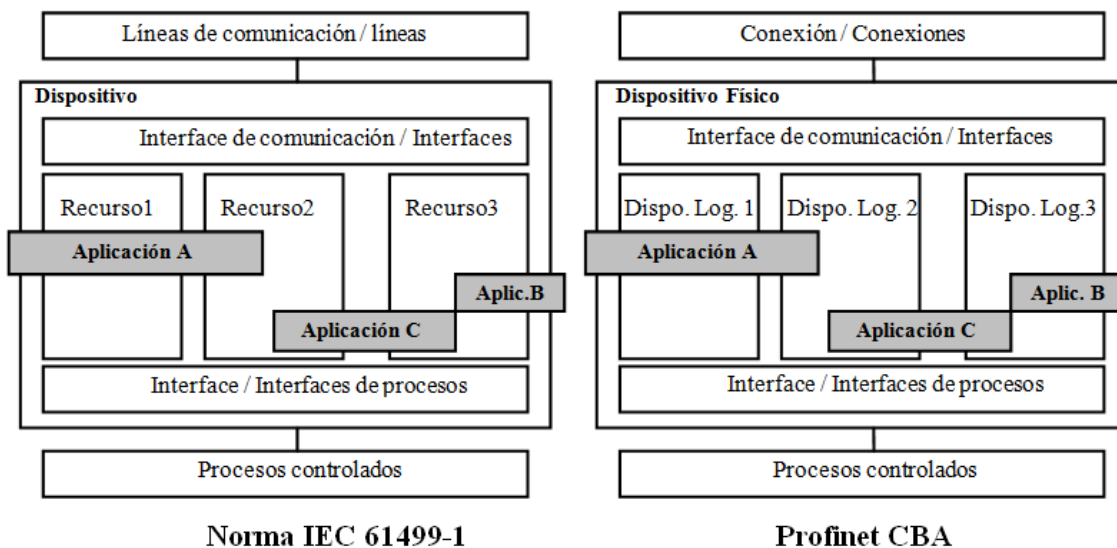 Líneas de comunicación / líneas
Dispositivo
Interface de comunicación / Interfaces
Recurso1
Recurso2
Recurso3
Aplicación A
Aplic.B
Aplicación C
Interface / Interfaces de procesos
Procesos controlados
Norma IEC 61499-1
Conexión / Conexiones
Dispositivo Físico
Interface de comunicación / Interfaces
Dispo. Log. 1
Dispo. Log. 2
Dispo. Log.3
Aplicación A
Aplic. B
Aplicación C
Interface / Interfaces de procesos
Procesos controlados
Profinet CBA